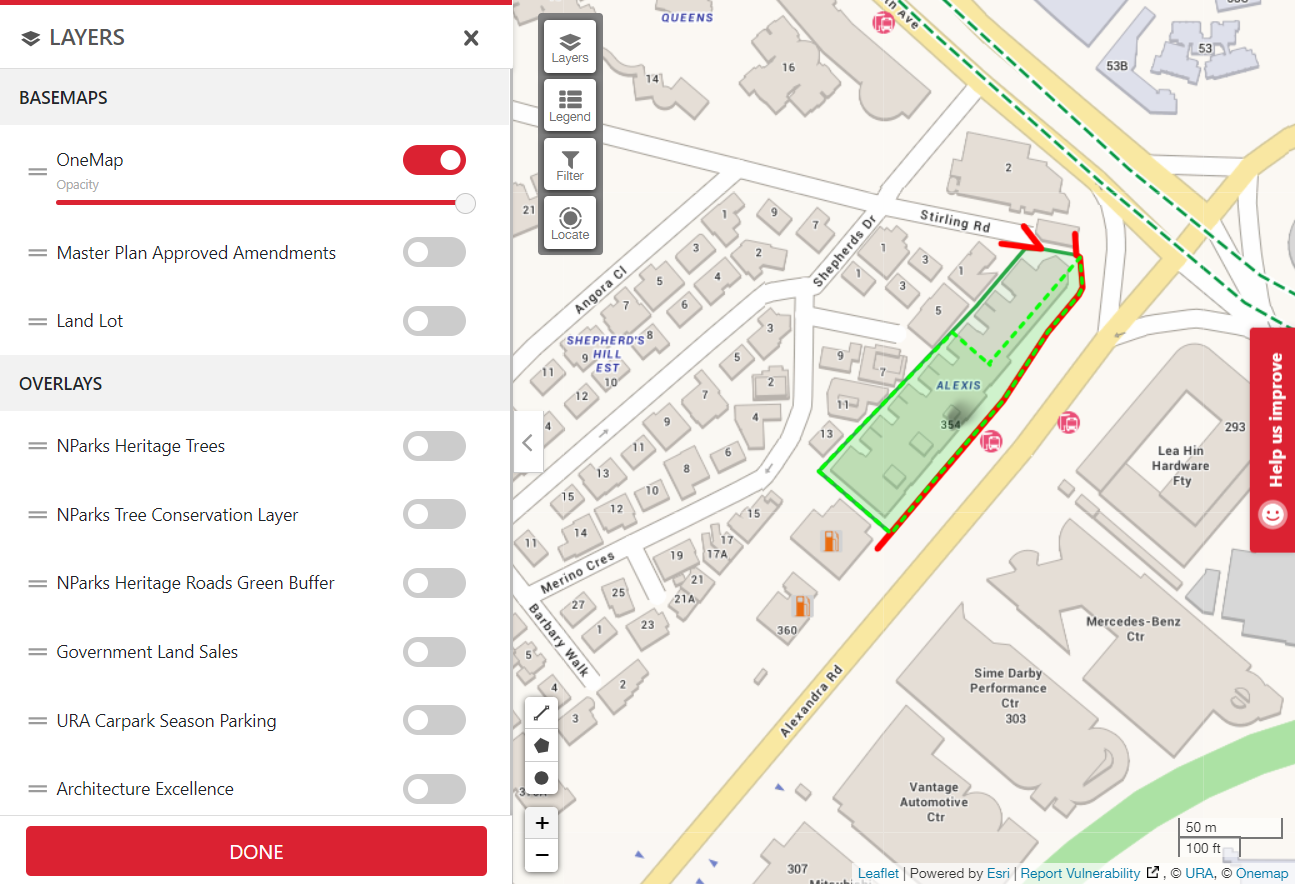 LAYERS
BASEMAPS
OneMap
Opacity
Master Plan Approved Amendments
Land Lot
OVERLAYS
NParks Heritage Trees
NParks Tree Conservation Layer
NParks Heritage Roads Green Buffer
Government Land Sales
URA Carpark Season Parking
Architecture Excellence
DONE
Layers
Legend
Filter
Locate
QUEENS
14
16
53
53B
2
21
Stirling Rd
Shepherds Dr
Angora Cl
1
9
7
3
2
5
4
7
6
1
3
1
3
1
5
SHEPHERD'S
HILL
EST
8
9
10
11
12
3
5
2
7
4
9
11
6
13
8
15
10
12
14
11
15
9
7
11
13
ALEXIS
354
Merino Cres
19
17
17A
21
21A
25
27
23
1
Barbary Walk
5
4
2
3
360
Alexandra Rd
293
Lea Hin
Hardware
Fty
Mercedes-Benz
Ctr
Sime Darby
Performance
Ctr
303
Vantage
Automotive
Ctr
307
Help us improve
+
−
50 m
100 ft
Leaflet | Powered by Esri | Report Vulnerability , © URA, © Onemap